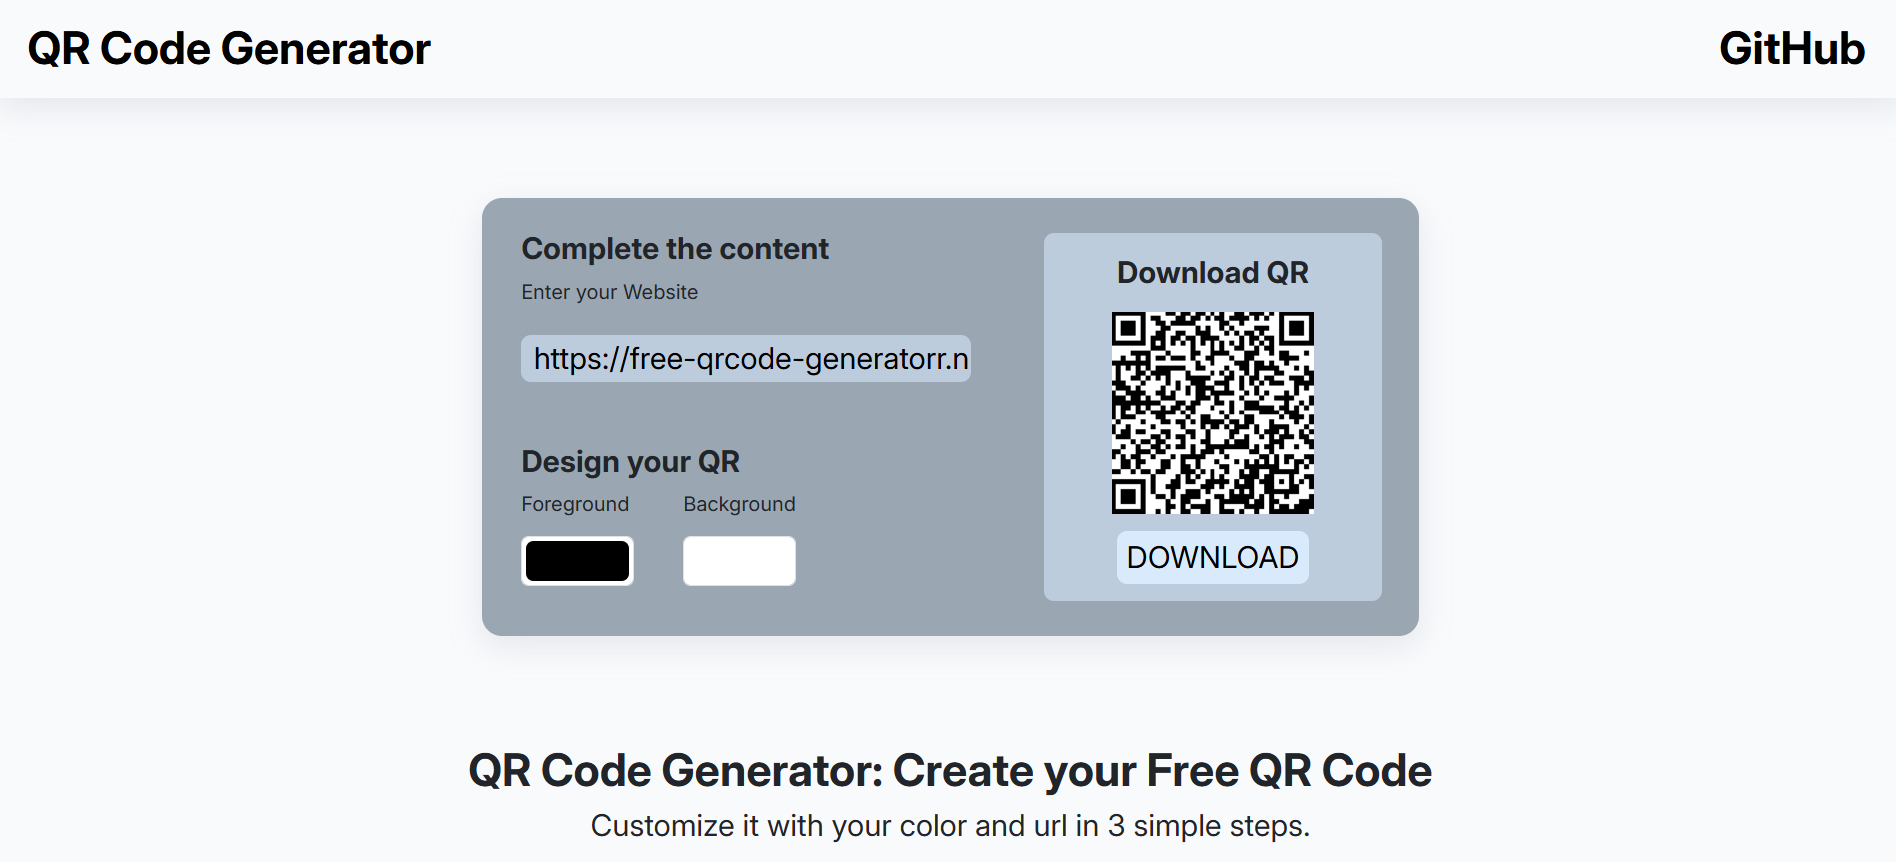 QR Code Generator
GitHub
Complete the content
Enter your Website
https://free-qrcode-generatorr.n
Design your QR
Foreground
Background
Download QR
DOWNLOAD
QR Code Generator: Create your Free QR Code
Customize it with your color and url in 3 simple steps.